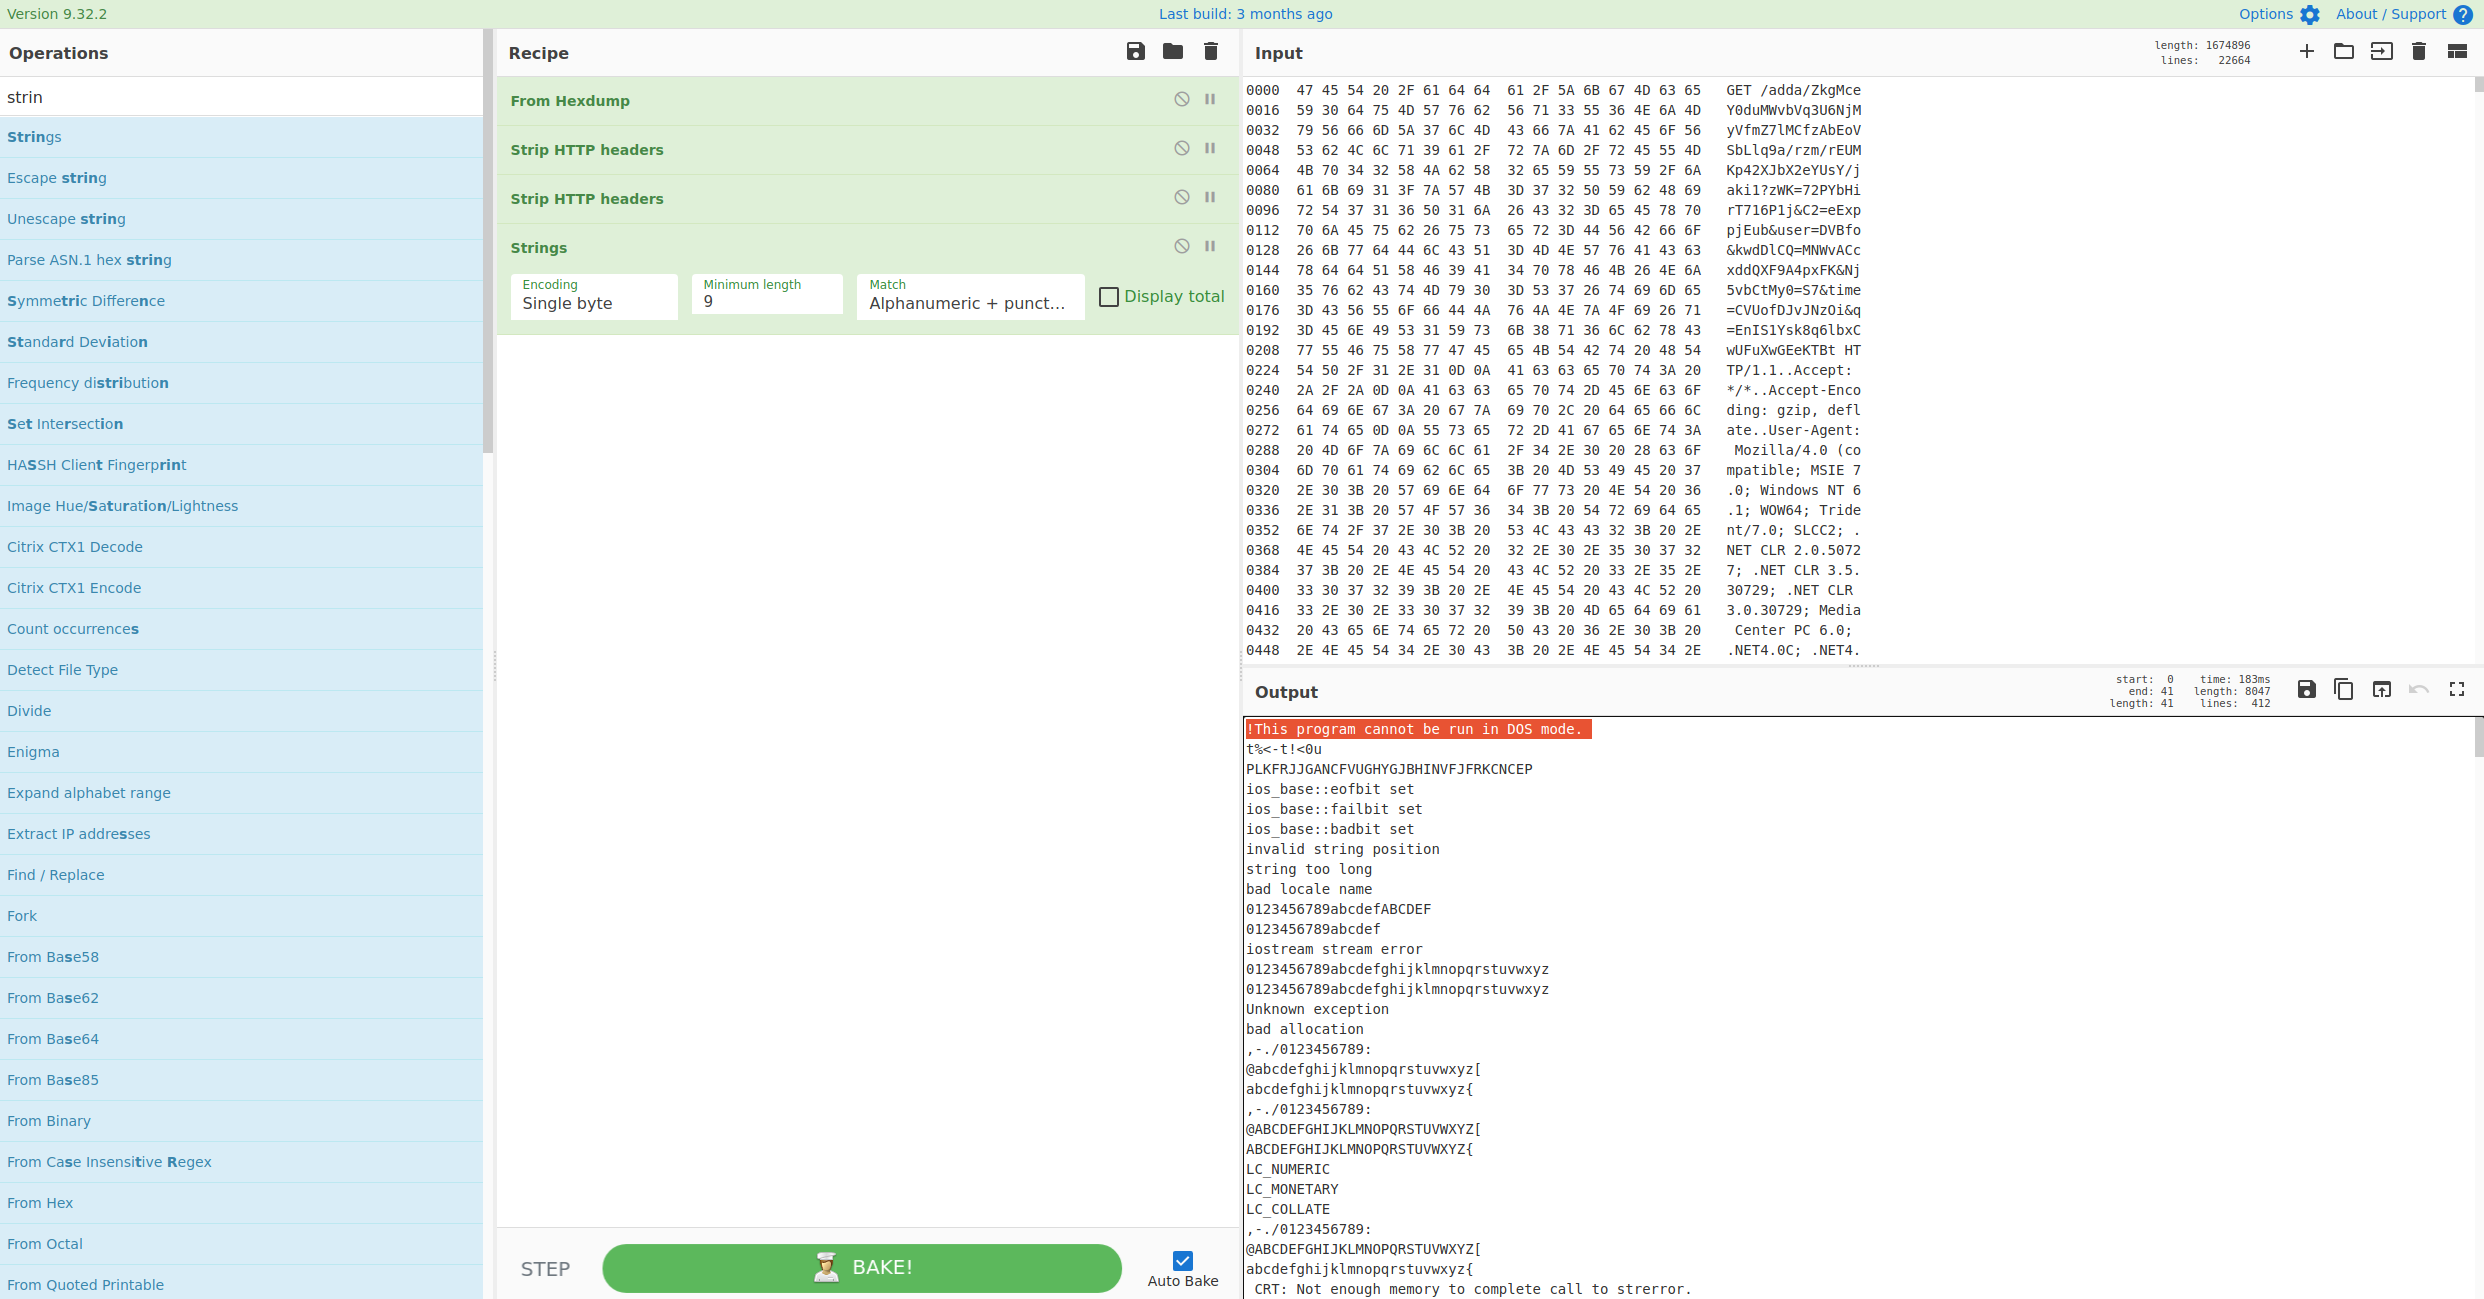 Version 9.32.2
Last build: 3 months ago
Options
About / Support
Operations
strin
Strings
Escape string
Unescape string
Parse ASN.1 hex string
Symmetric Difference
Standard Deviation
Frequency distribution
Set Intersection
HASSH Client Fingerprint
Image Hue/Saturation/Lightness
Citrix CTX1 Decode
Citrix CTX1 Encode
Count occurrences
Detect File Type
Divide
Enigma
Expand alphabet range
Extract IP addresses
Find / Replace
Fork
From Base58
From Base62
From Base64
From Base85
From Binary
From Case Insensitive Regex
From Hex
From Octal
From Quoted Printable
Recipe
From Hexdump
Strip HTTP headers
Strip HTTP headers
Strings
Encoding
Single byte
Minimum length
9
Match
Alphanumeric + punct...
Display total
STEP
BAKE!
Auto Bake
Input
length: 1674896
lines: 22664
0000 47 45 54 20 2F 61 64 64 61 2F 5A 6B 67 4D 63 65 GET /adda/ZkgMce
0016 59 30 64 75 4D 57 76 62 56 71 33 55 36 4E 6A 4D Y0duMWvbVq3U6NjM
0032 79 56 66 6D 5A 37 6C 4D 43 66 7A 41 62 45 6F 56 yVfmZ7lMCfzAbEoV
0048 53 62 4C 6C 71 39 61 2F 72 7A 6D 2F 72 45 55 4D SbLlq9a/rzm/rEUM
0064 4B 70 34 32 58 4A 62 58 32 65 59 55 73 59 2F 6A Kp42XJbX2eYUsY/j
0080 61 6B 69 31 3F 7A 57 4B 3D 37 32 50 59 62 48 69 aki1?zWK=72PYbHi
0096 72 54 37 31 36 50 31 6A 26 43 32 3D 65 45 78 70 rT716P1j&C2=eExp
0112 70 6A 45 75 62 26 75 73 65 72 3D 44 56 42 66 6F pjEub&user=DVBfo
0128 26 6B 77 64 44 6C 43 51 3D 4D 4E 57 76 41 43 63 &kwdDlCQ=MNWvACc
0144 78 64 64 51 58 46 39 41 34 70 78 46 4B 26 4E 6A xddQXF9A4pxFK&Nj
0160 35 76 62 43 74 4D 79 30 3D 53 37 26 74 69 6D 65 5vbCtMy0=S7&time
0176 3D 43 56 55 6F 66 44 4A 76 4A 4E 7A 4F 69 26 71 =CVUofDJvJNzOi&q
0192 3D 45 6E 49 53 31 59 73 6B 38 71 36 6C 62 78 43 =EnIS1Ysk8q6lbxC
0208 77 55 46 75 58 77 47 45 65 4B 54 42 74 20 48 54 wUFuXwGEeKTBt HT
0224 54 50 2F 31 2E 31 0D 0A 41 63 63 65 70 74 3A 20 TP/1.1..Accept:
0240 2A 2F 2A 0D 0A 41 63 63 65 70 74 2D 45 6E 63 6F */*..Accept-Enco
0256 64 69 6E 67 3A 20 67 7A 69 70 2C 20 64 65 66 6C ding: gzip, defl
0272 61 74 65 0D 0A 55 73 65 72 2D 41 67 65 6E 74 3A ate..User-Agent:
0288 20 4D 6F 7A 69 6C 6C 61 2F 34 2E 30 20 28 63 6F Mozilla/4.0 (co
0304 6D 70 61 74 69 62 6C 65 3B 20 4D 53 49 45 20 37 mpatible; MSIE 7
0320 2E 30 3B 20 57 69 6E 64 6F 77 73 20 4E 54 20 36 .0; Windows NT 6
0336 2E 31 3B 20 57 4F 57 36 34 3B 20 54 72 69 64 65 .1; WOW64; Tride
0352 6E 74 2F 37 2E 30 3B 20 53 4C 43 43 32 3B 20 2E nt/7.0; SLCC2; .
0368 4E 45 54 20 43 4C 52 20 32 2E 30 2E 35 30 37 32 NET CLR 2.0.5072
0384 37 3B 20 2E 4E 45 54 20 43 4C 52 20 33 2E 35 2E 7; .NET CLR 3.5.
0400 33 30 37 32 39 3B 20 2E 4E 45 54 20 43 4C 52 20 30729; .NET CLR
0416 33 2E 30 2E 33 30 37 32 39 3B 20 4D 65 64 69 61 3.0.30729; Media
0432 20 43 65 6E 74 65 72 20 50 43 20 36 2E 30 3B 20 Center PC 6.0;
0448 2E 4E 45 54 34 2E 30 43 3B 20 2E 4E 45 54 34 2E .NET4.0C; .NET4.
Output
start: 0 time: 183ms
end: 41 length: 8047
length: 41 lines: 412
!This program cannot be run in DOS mode.
t%<-t!<0u
PLKFRJJGANCFVUGHYGJBHINVFJFRKCNCEP
ios_base::eofbit set
ios_base::failbit set
ios_base::badbit set
invalid string position
string too long
bad locale name
0123456789abcdefABCDEF
0123456789abcdef
iostream stream error
0123456789abcdefghijklmnopqrstuvwxyz
0123456789abcdefghijklmnopqrstuvwxyz
Unknown exception
bad allocation
,-./0123456789:
@abcdefghijklmnopqrstuvwxyz[
abcdefghijklmnopqrstuvwxyz{
,-./0123456789:
@ABCDEFGHIJKLMNOPQRSTUVWXYZ[
ABCDEFGHIJKLMNOPQRSTUVWXYZ{
LC_NUMERIC
LC_MONETARY
LC_COLLATE
,-./0123456789:
@ABCDEFGHIJKLMNOPQRSTUVWXYZ[
abcdefghijklmnopqrstuvwxyz{
CRT: Not enough memory to complete call to strerror.